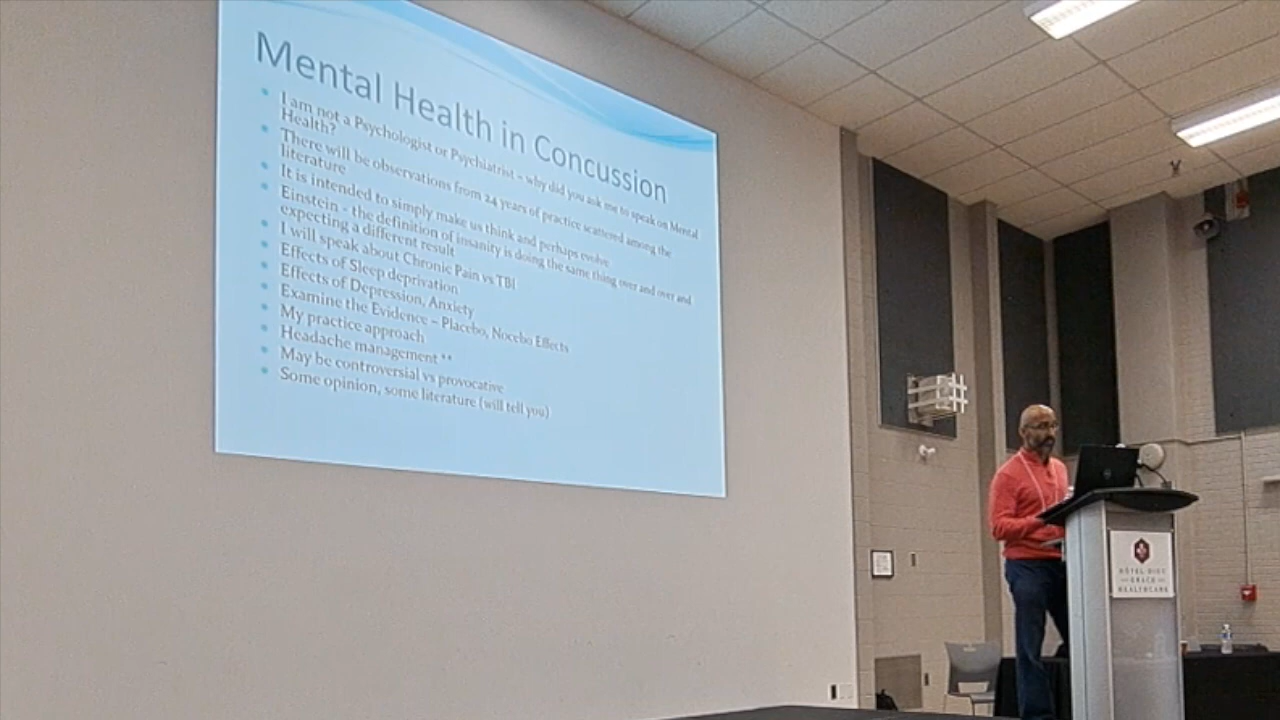 Mental Health in Concussion
I am not a Psychologist or Psychiatrist – why did you ask me to speak on Mental
Health?
There will be observations from 24 years of practice scattered among the
literature
It is intended to simply make us think and perhaps evolve
Einstein - the definition of insanity is doing the same thing over and over and
expecting a different result
I will speak about Chronic Pain vs TBI
Effects of Sleep deprivation
Effects of Depression, Anxiety
Examine the Evidence – Placebo, Nocebo Effects
My practice approach
Headache management **
May be controversial vs provocative
Some opinion, some literature (will tell you)
HÔTEL-DIEU
GRACE
HEALTHCARE